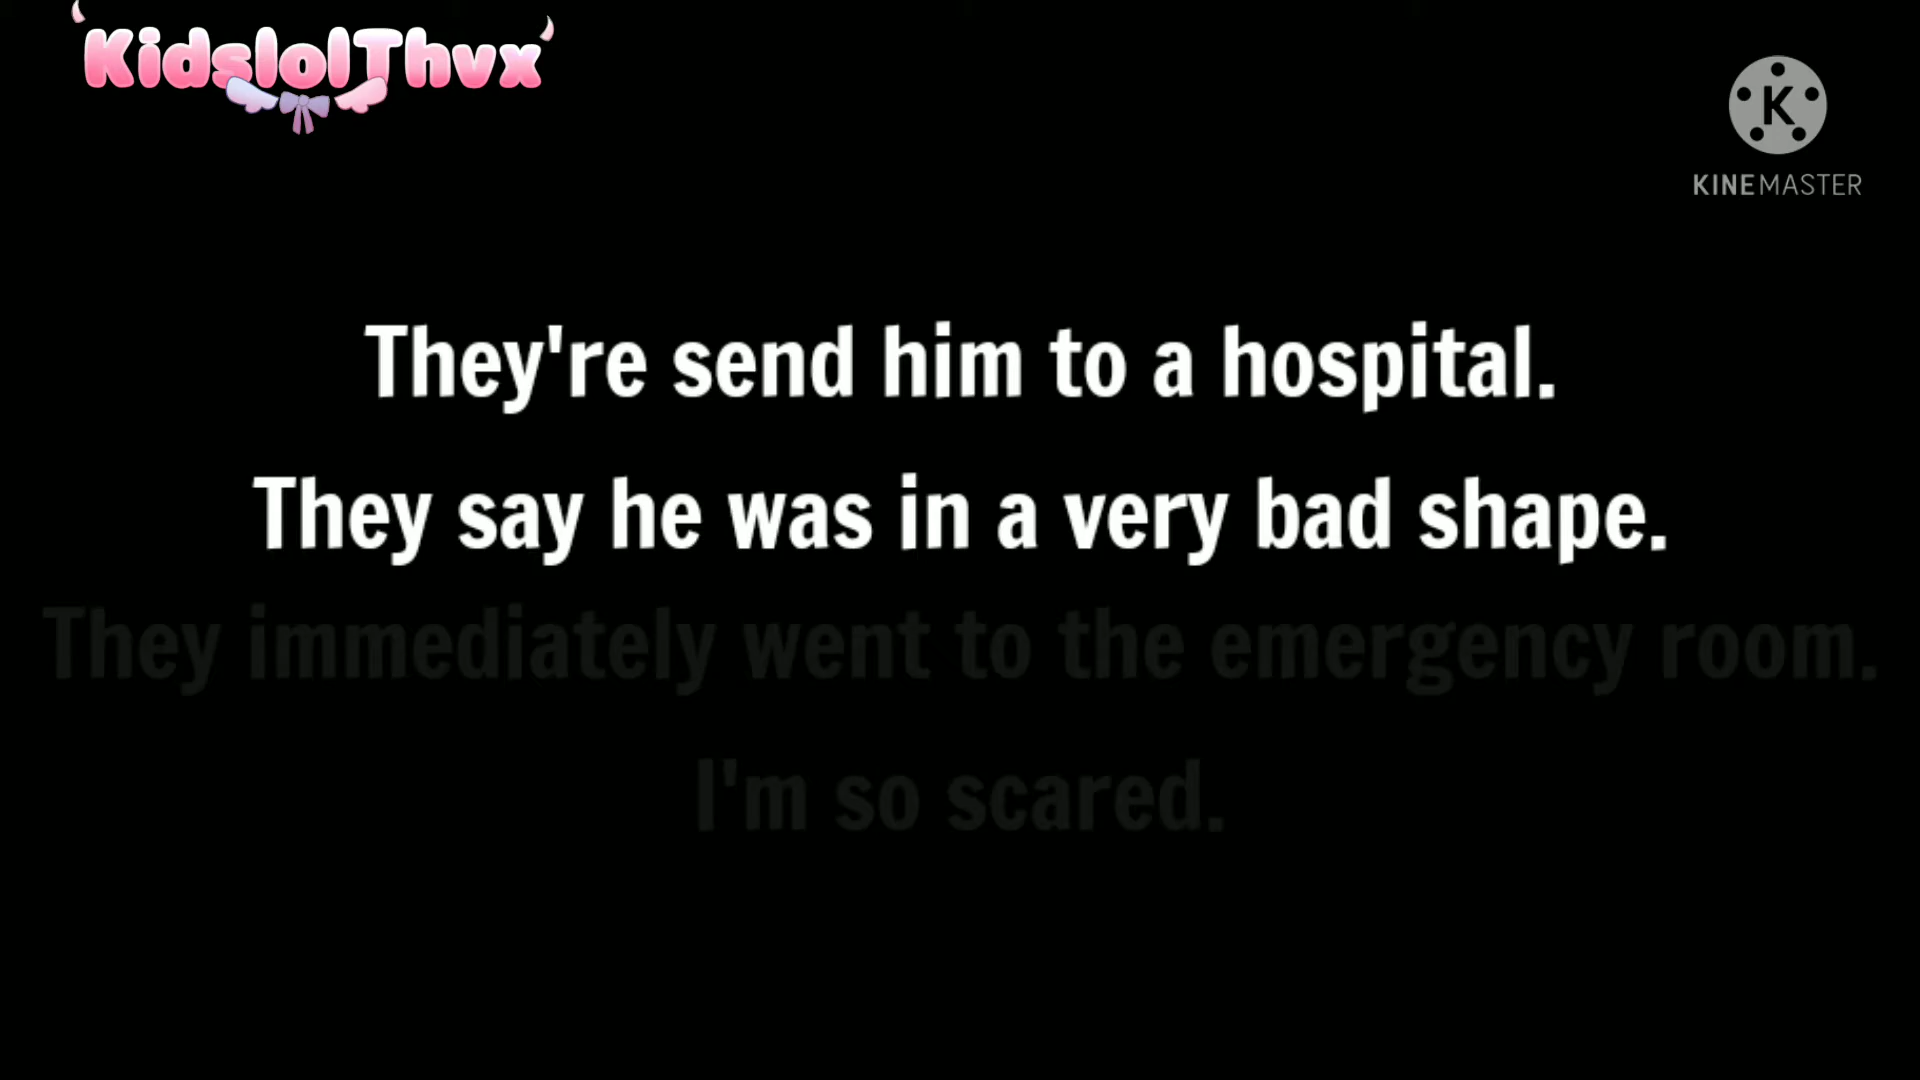 KidslolThvx
K
KINEMASTER
They're send him to a hospital.
They say he was in a very bad shape.
They immediately went to the emergency room.
I'm so scared.